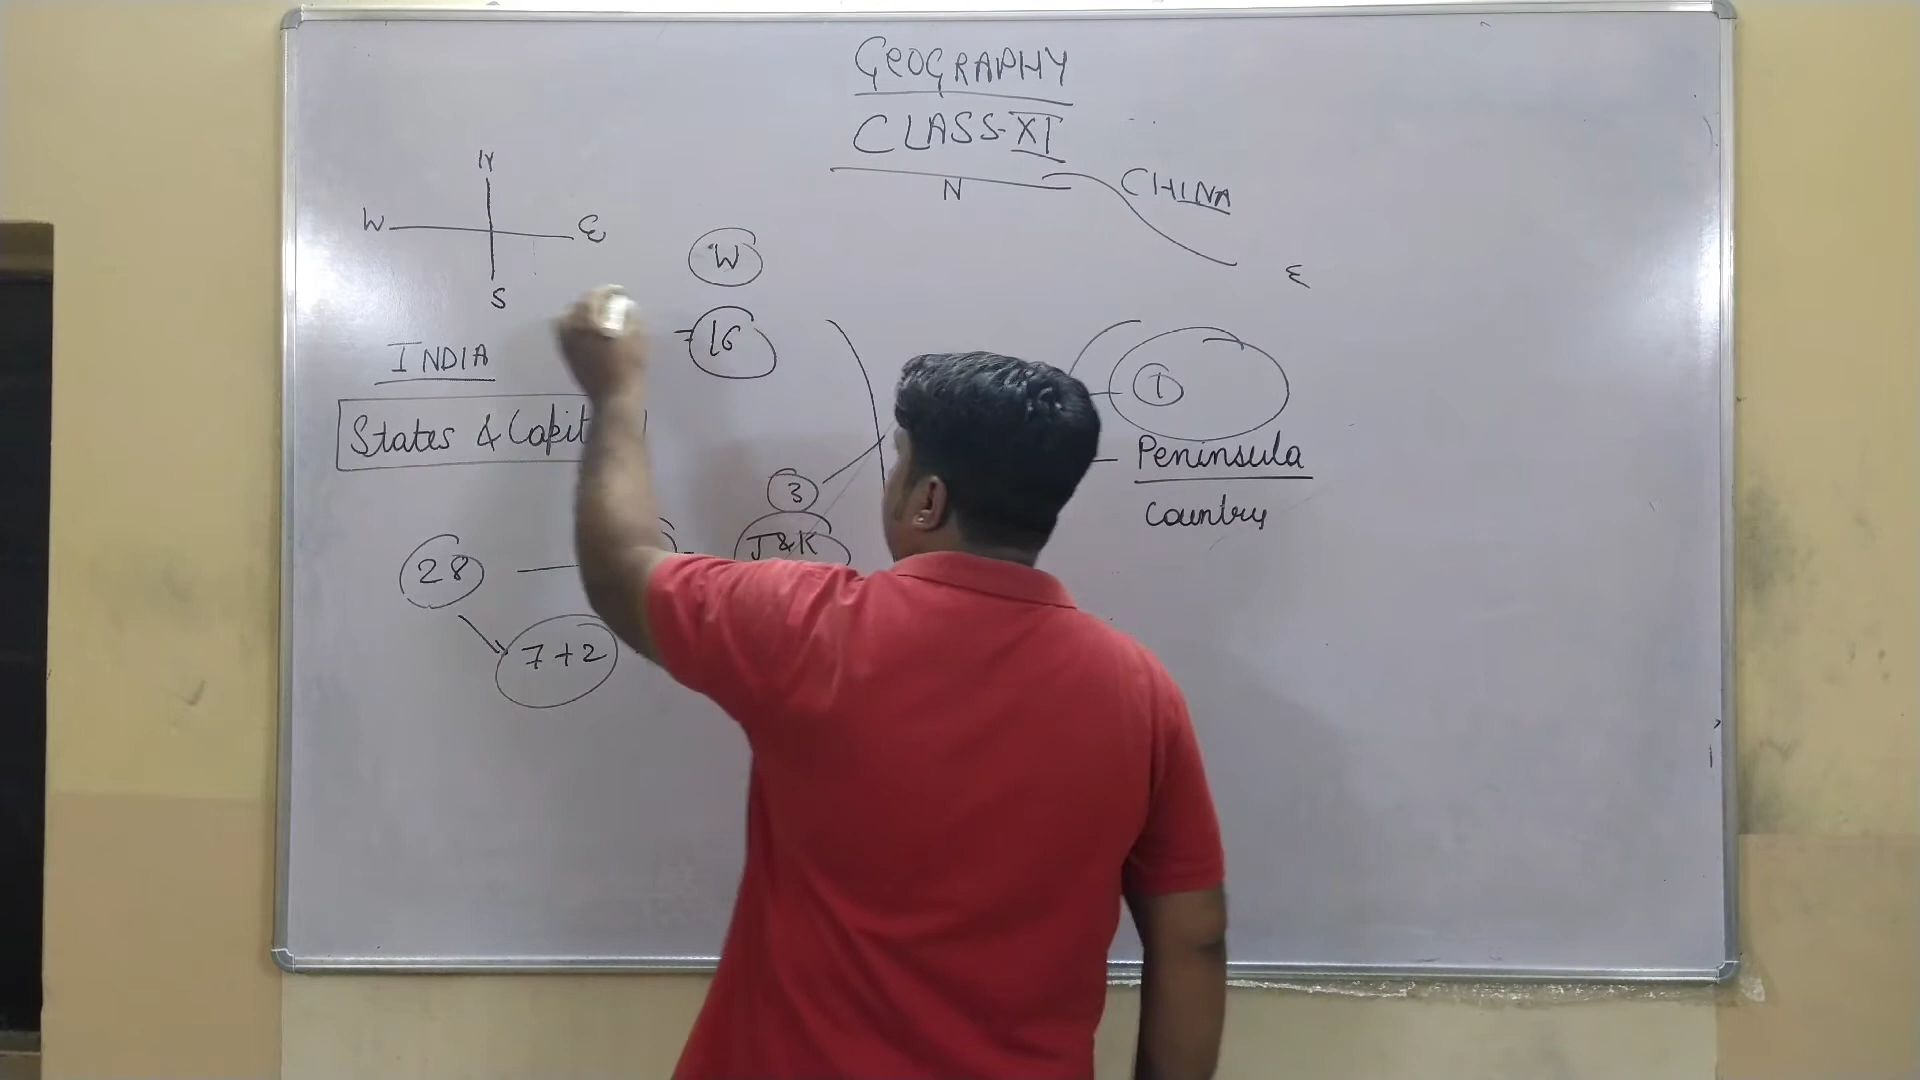 GEOGRAPHY
CLASS-XI
N
CHINA
N
W
E
S
W
E
16
INDIA
States & Capit
1
Peninsula
Country
3
J&K
28
7+2